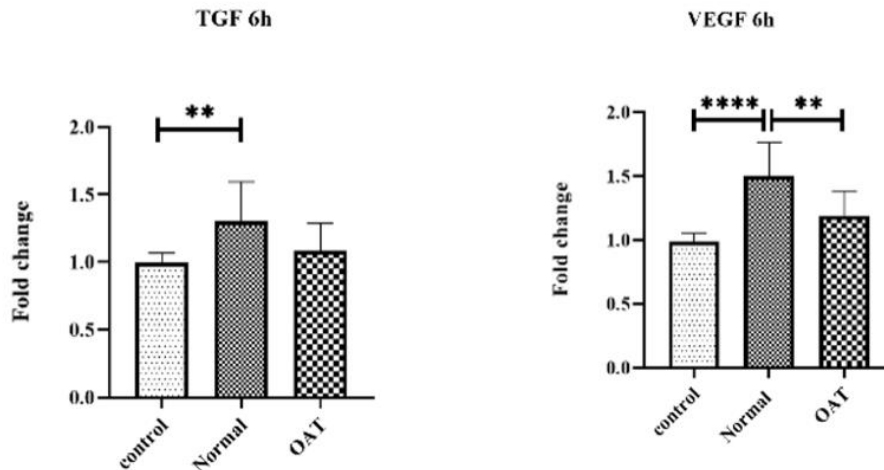 TGF 6h
**
2.0
1.5
1.0
0.5
0.0
Fold change
control
Normal
OAT
VEGF 6h
**** **
2.0
1.5
1.0
0.5
0.0
Fold change
control
Normal
OAT